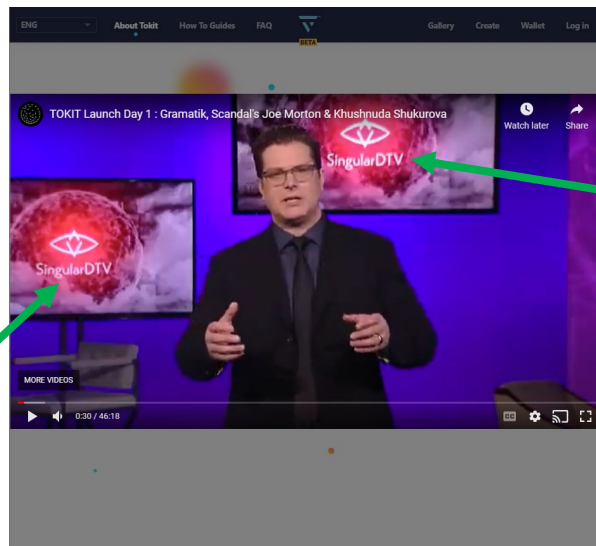 ENG About Tokit How To Guides FAQ Gallery Create Wallet Log in
BETA
TOKIT Launch Day 1 : Gramatik, Scandal's Joe Morton & Khushnuda Shukurova
Watch later Share
SingularDTV
SingularDTV
MORE VIDEOS
0:30 / 46:18
CC